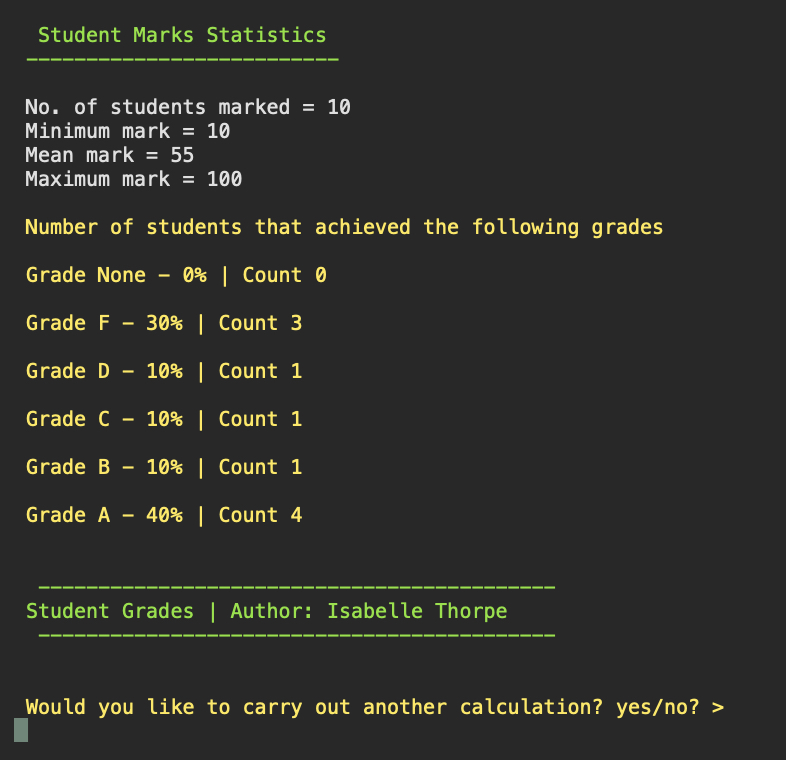 Student Marks Statistics
--------------------------
No. of students marked = 10
Minimum mark = 10
Mean mark = 55
Maximum mark = 100
Number of students that achieved the following grades
Grade None - 0% | Count 0
Grade F - 30% | Count 3
Grade D - 10% | Count 1
Grade C - 10% | Count 1
Grade B - 10% | Count 1
Grade A - 40% | Count 4
-------------------------------------------
Student Grades | Author: Isabelle Thorpe
-------------------------------------------
Would you like to carry out another calculation? yes/no? >